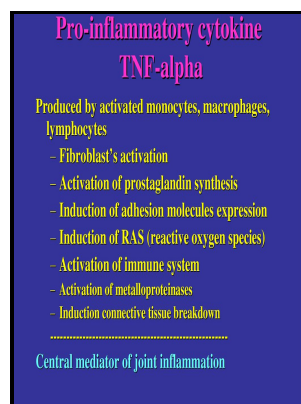 Pro-inflammatory cytokine
TNF-alpha
Produced by activated monocytes, macrophages,
lymphocytes
– Fibroblast's activation
– Activation of prostaglandin synthesis
– Induction of adhesion molecules expression
– Induction of RAS (reactive oxygen species)
– Activation of immune system
– Activation of metalloproteinases
– Induction connective tissue breakdown
--------------------------------------------------------
Central mediator of joint inflammation